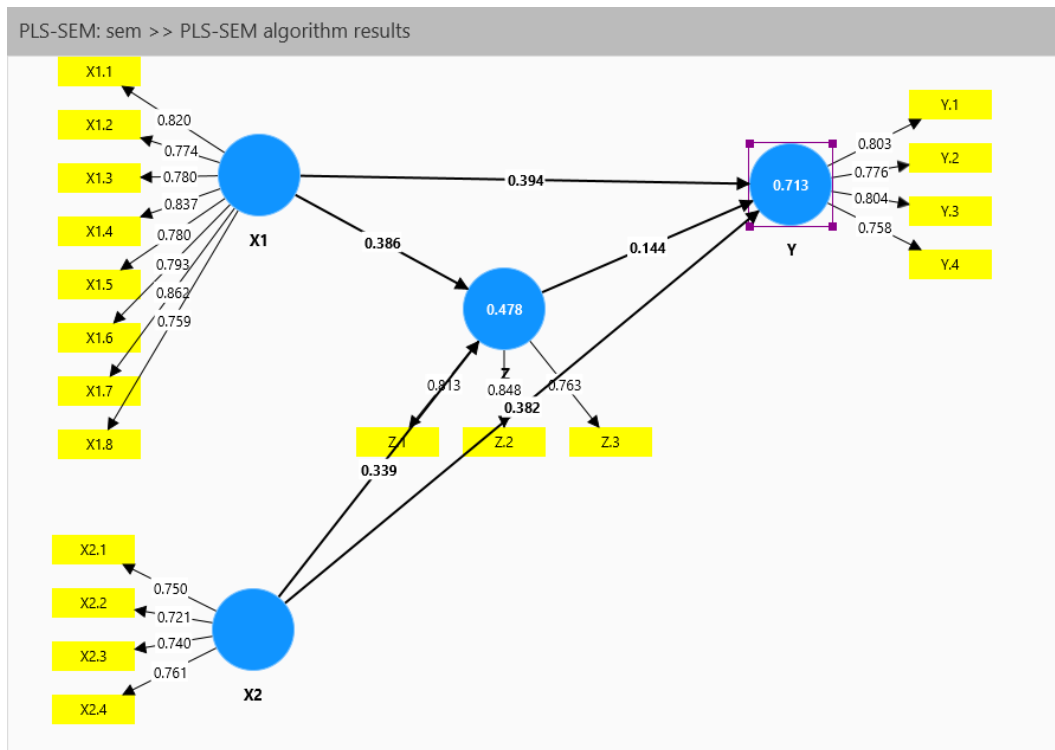 PLS-SEM: sem >> PLS-SEM algorithm results
X1.1
X1.2
X1.3
X1.4
X1.5
X1.6
X1.7
X1.8
0.820
0.774
0.780
0.837
0.780
0.793
0.862
0.759
X1
0.394
0.386
0.144
0.713
Y
0.803
0.776
0.804
0.758
Y.1
Y.2
Y.3
Y.4
0.478
Z
0.813
0.848
0.763
0.382
Z.1
Z.2
Z.3
0.339
X2.1
X2.2
X2.3
X2.4
0.750
0.721
0.740
0.761
X2